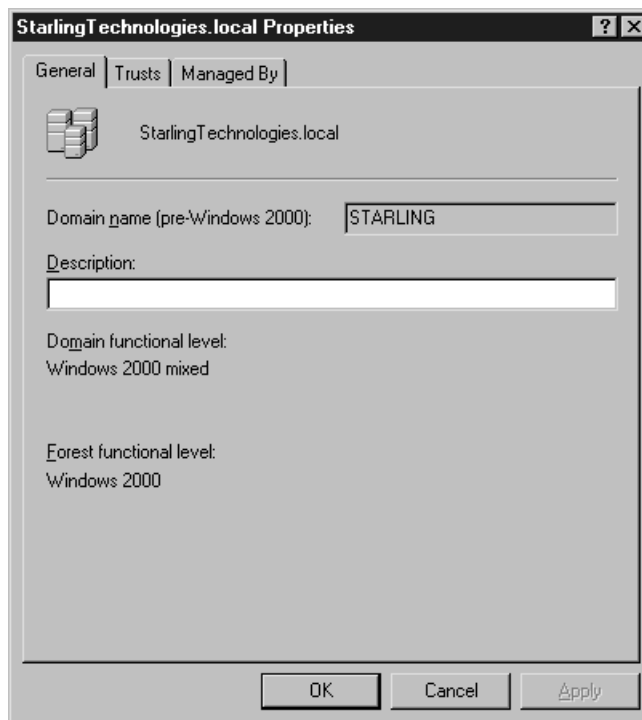 StarlingTechnologies.local Properties
General Trusts Managed By
StarlingTechnologies.local
Domain name (pre-Windows 2000): STARLING
Description:
Domain functional level:
Windows 2000 mixed
Forest functional level:
Windows 2000
OK Cancel Apply